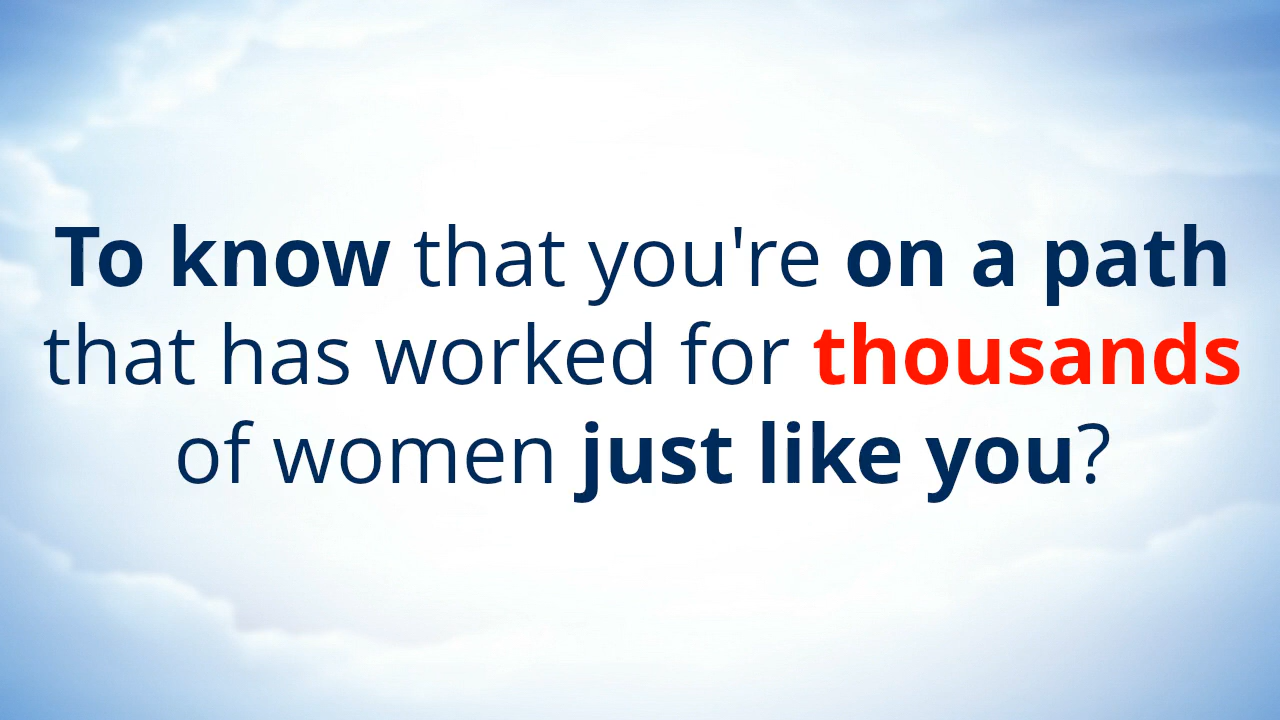 To know that you're on a path
that has worked for thousands
of women just like you?